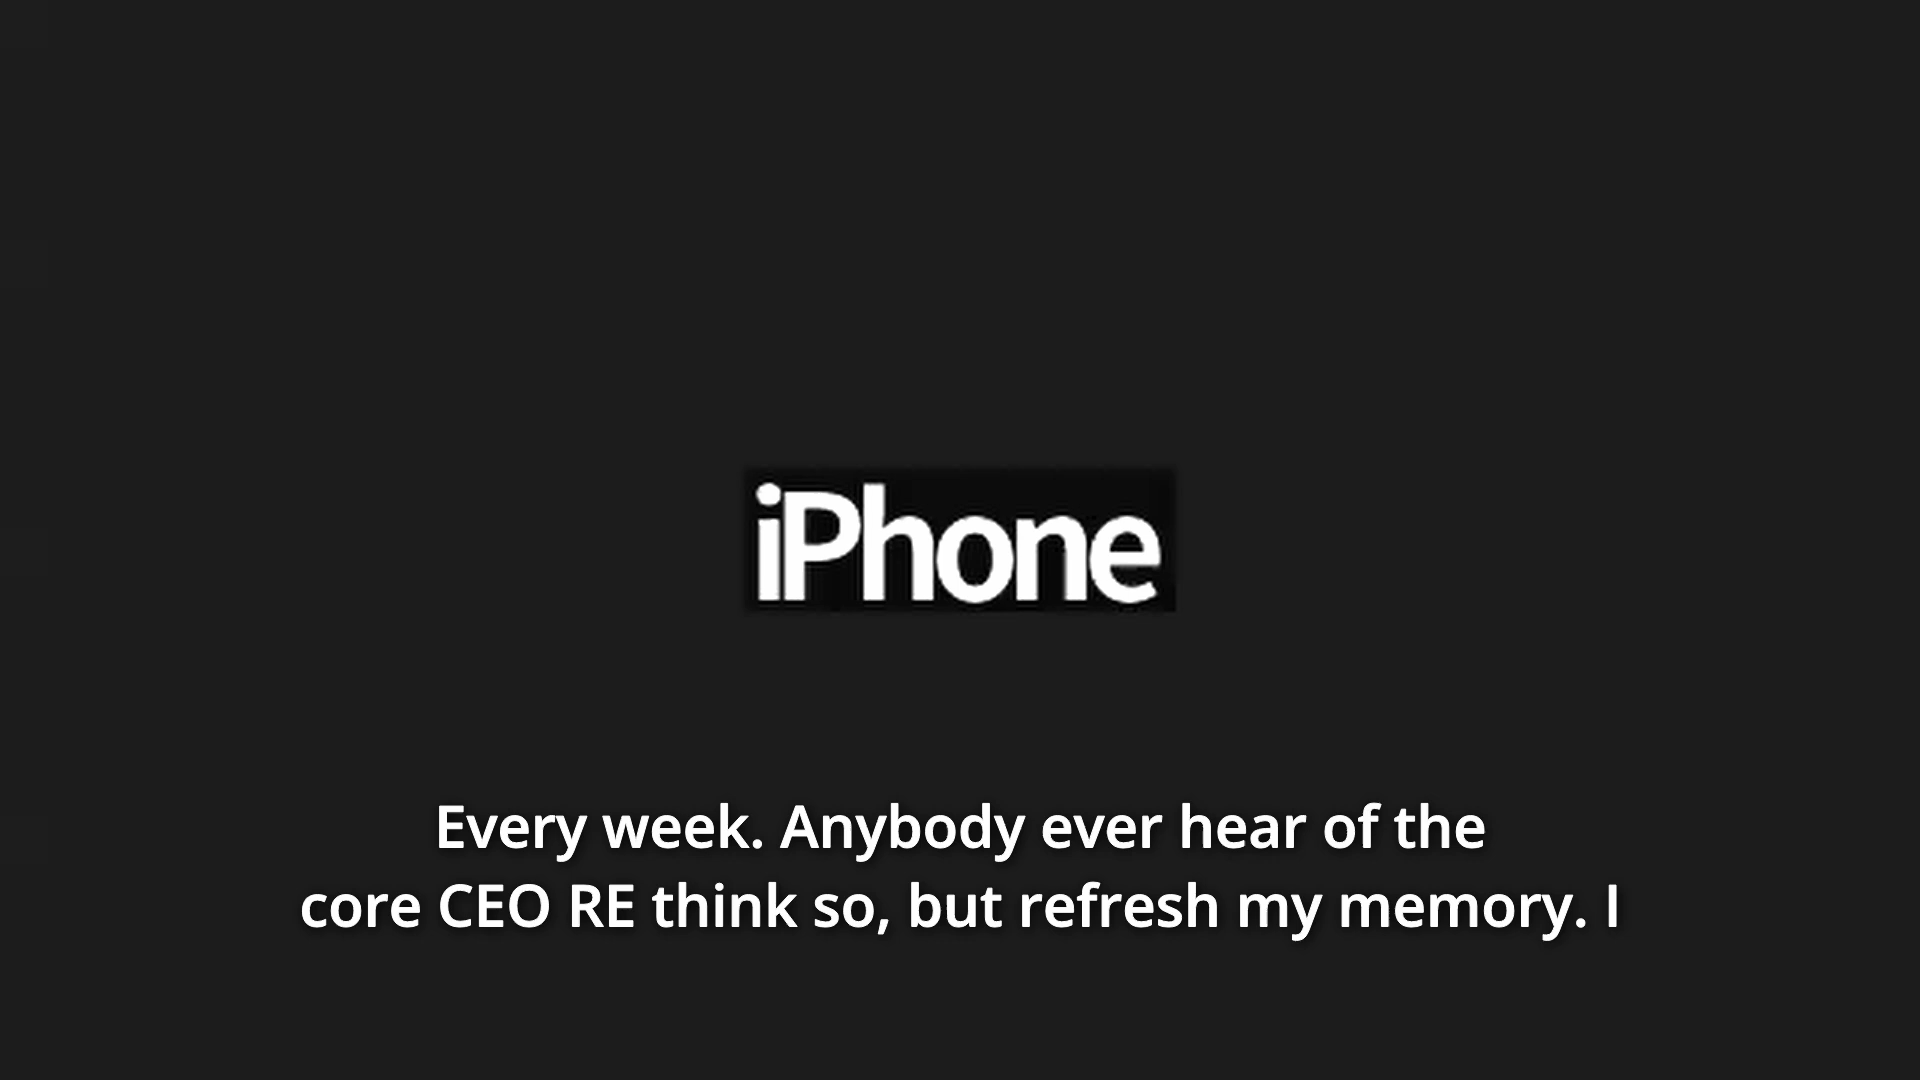 iPhone
Every week. Anybody ever hear of the
core CEO RE think so, but refresh my memory. I